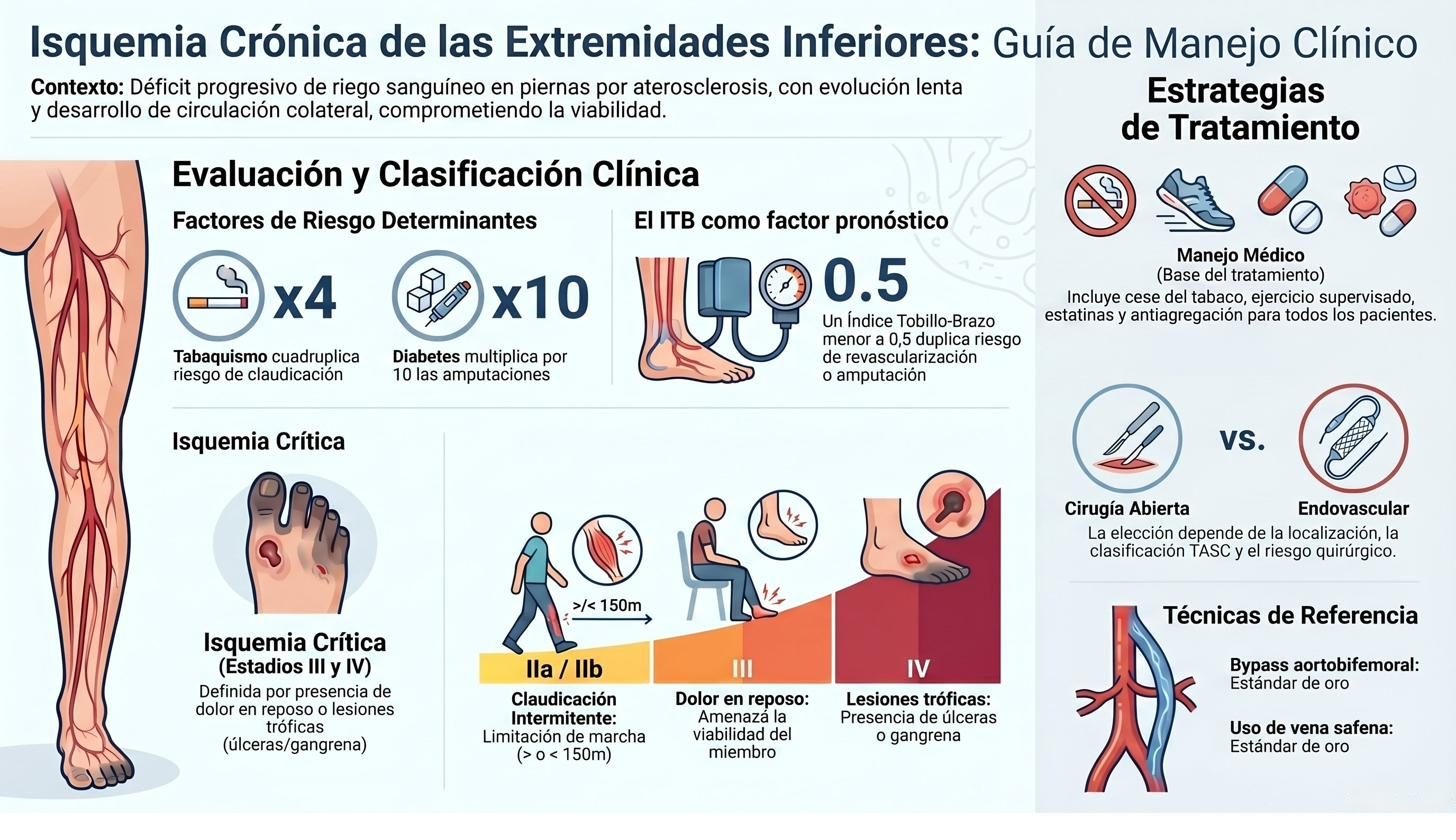 Isquemia Crónica de las Extremidades Inferiores: Guía de Manejo Clínico
Contexto: Déficit progresivo de riego sanguíneo en piernas por aterosclerosis, con evolución lenta
y desarrollo de circulación colateral, comprometiendo la viabilidad.
Evaluación y Clasificación Clínica
Factores de Riesgo Determinantes
x4
Tabaquismo cuadruplica
riesgo de claudicación
x10
Diabetes multiplica por
10 las amputaciones
El ITB como factor pronóstico
0.5
Un Índice Tobillo-Brazo
menor a 0,5 duplica riesgo
de revascularización
o amputación
Isquemia Crítica
Isquemia Crítica
(Estadios III y IV)
Definida por presencia de
dolor en reposo o lesiones
tróficas
(úlceras/gangrena)
>/< 150m
IIa / IIb
Claudicación
Intermitente:
Limitación de marcha
(> o < 150m)
III
Dolor en reposo:
Amenazá la
viabilidad del
miembro
IV
Lesiones tróficas:
Presencia de úlceras
o gangrena
Estrategias
de Tratamiento
Manejo Médico
(Base del tratamiento)
Incluye cese del tabaco, ejercicio supervisado,
estatinas y antiagregación para todos los pacientes.
vs.
Cirugía Abierta
Endovascular
La elección depende de la localización, la
clasificación TASC y el riesgo quirúrgico.
Técnicas de Referencia
Bypass aortobifemoral:
Estándar de oro
Uso de vena safena:
Estándar de oro